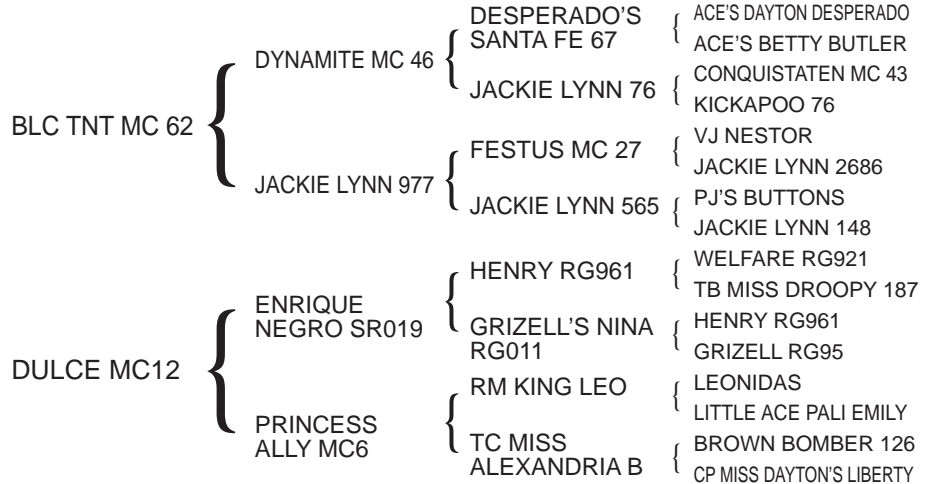 BLC TNT MC 62
DYNAMITE MC 46
DESPERADO'S
SANTA FE 67
ACE'S DAYTON DESPERADO
ACE'S BETTY BUTLER
JACKIE LYNN 76
CONQUISTATEN MC 43
KICKAPOO 76
JACKIE LYNN 977
FESTUS MC 27
VJ NESTOR
JACKIE LYNN 2686
JACKIE LYNN 565
PJ'S BUTTONS
JACKIE LYNN 148
DULCE MC12
ENRIQUE
NEGRO SR019
HENRY RG961
WELFARE RG921
TB MISS DROOPY 187
GRIZELL'S NINA
RG011
HENRY RG961
GRIZELL RG95
PRINCESS
ALLY MC6
RM KING LEO
LEONIDAS
LITTLE ACE PALI EMILY
TC MISS
ALEXANDRIA B
BROWN BOMBER 126
CP MISS DAYTON'S LIBERTY